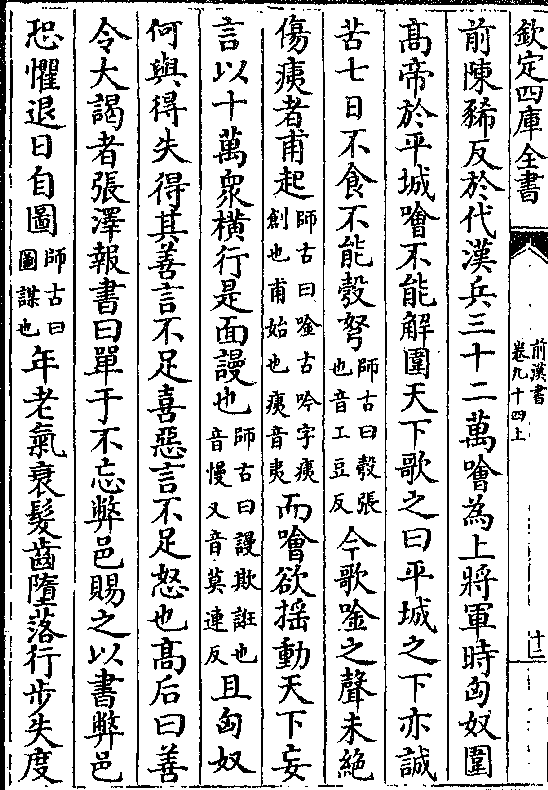 欽定四庫全書
前漢書
卷九十四上
十二
前陳豨反於代漢兵三十二萬噲為上將軍時匈奴圍
髙帝於平城噲不能解圍天下歌之曰平城之下亦誠
苦七日不食不能彀弩師古曰彀張也音工豆反今歌唫之聲未絶
傷痍者甫起師古曰唫古吟字痍創也甫始也痍音夷而噲欲揺動天下妄
言以十萬衆横行是面謾也師古曰謾欺誑也音慢又音莫連反且匈奴
何與得失得其善言不足喜惡言不足怒也髙后曰善
令大謁者張澤報書曰單于不忘弊邑賜之以書弊邑
恐懼退日自圖師古曰圖謀也年老氣衰髮齒墮落行步失度